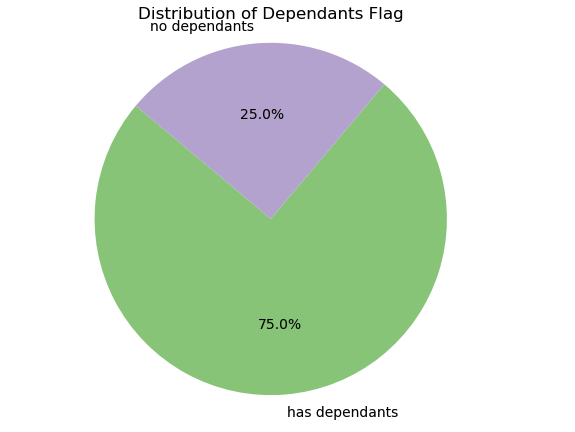 Distribution of Dependants Flag
no dependants
25.0%
75.0%
has dependants